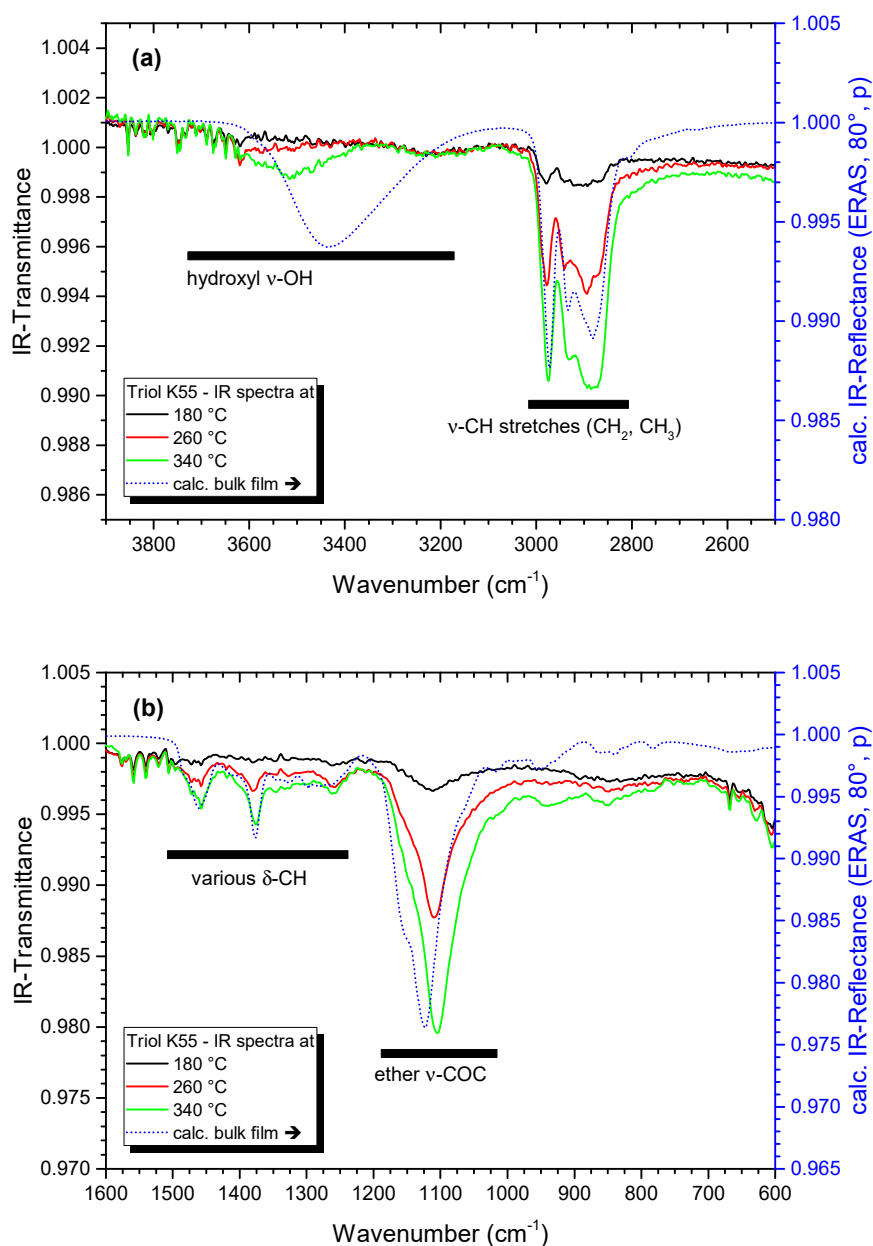 (a)
1.004
1.002
1.000
0.998
0.996
0.994
0.992
0.990
0.988
0.986
IR-Transmittance
1.005
1.000
0.995
0.990
0.985
0.980
calc. IR-Reflectance (ERAS, 80°, p)
hydroxyl ν-OH
ν-CH stretches (CH₂, CH₃)
Triol K55 - IR spectra at
180 °C
260 °C
340 °C
calc. bulk film ➔
3800 3600 3400 3200 3000 2800 2600
Wavenumber (cm⁻¹)
(b)
1.005
1.000
0.995
0.990
0.985
0.980
0.975
0.970
IR-Transmittance
1.005
1.000
0.995
0.990
0.985
0.980
0.975
0.970
0.965
calc. IR-Reflectance (ERAS, 80°, p)
various δ-CH
ether ν-COC
Triol K55 - IR spectra at
180 °C
260 °C
340 °C
calc. bulk film ➔
1600 1500 1400 1300 1200 1100 1000 900 800 700 600
Wavenumber (cm⁻¹)